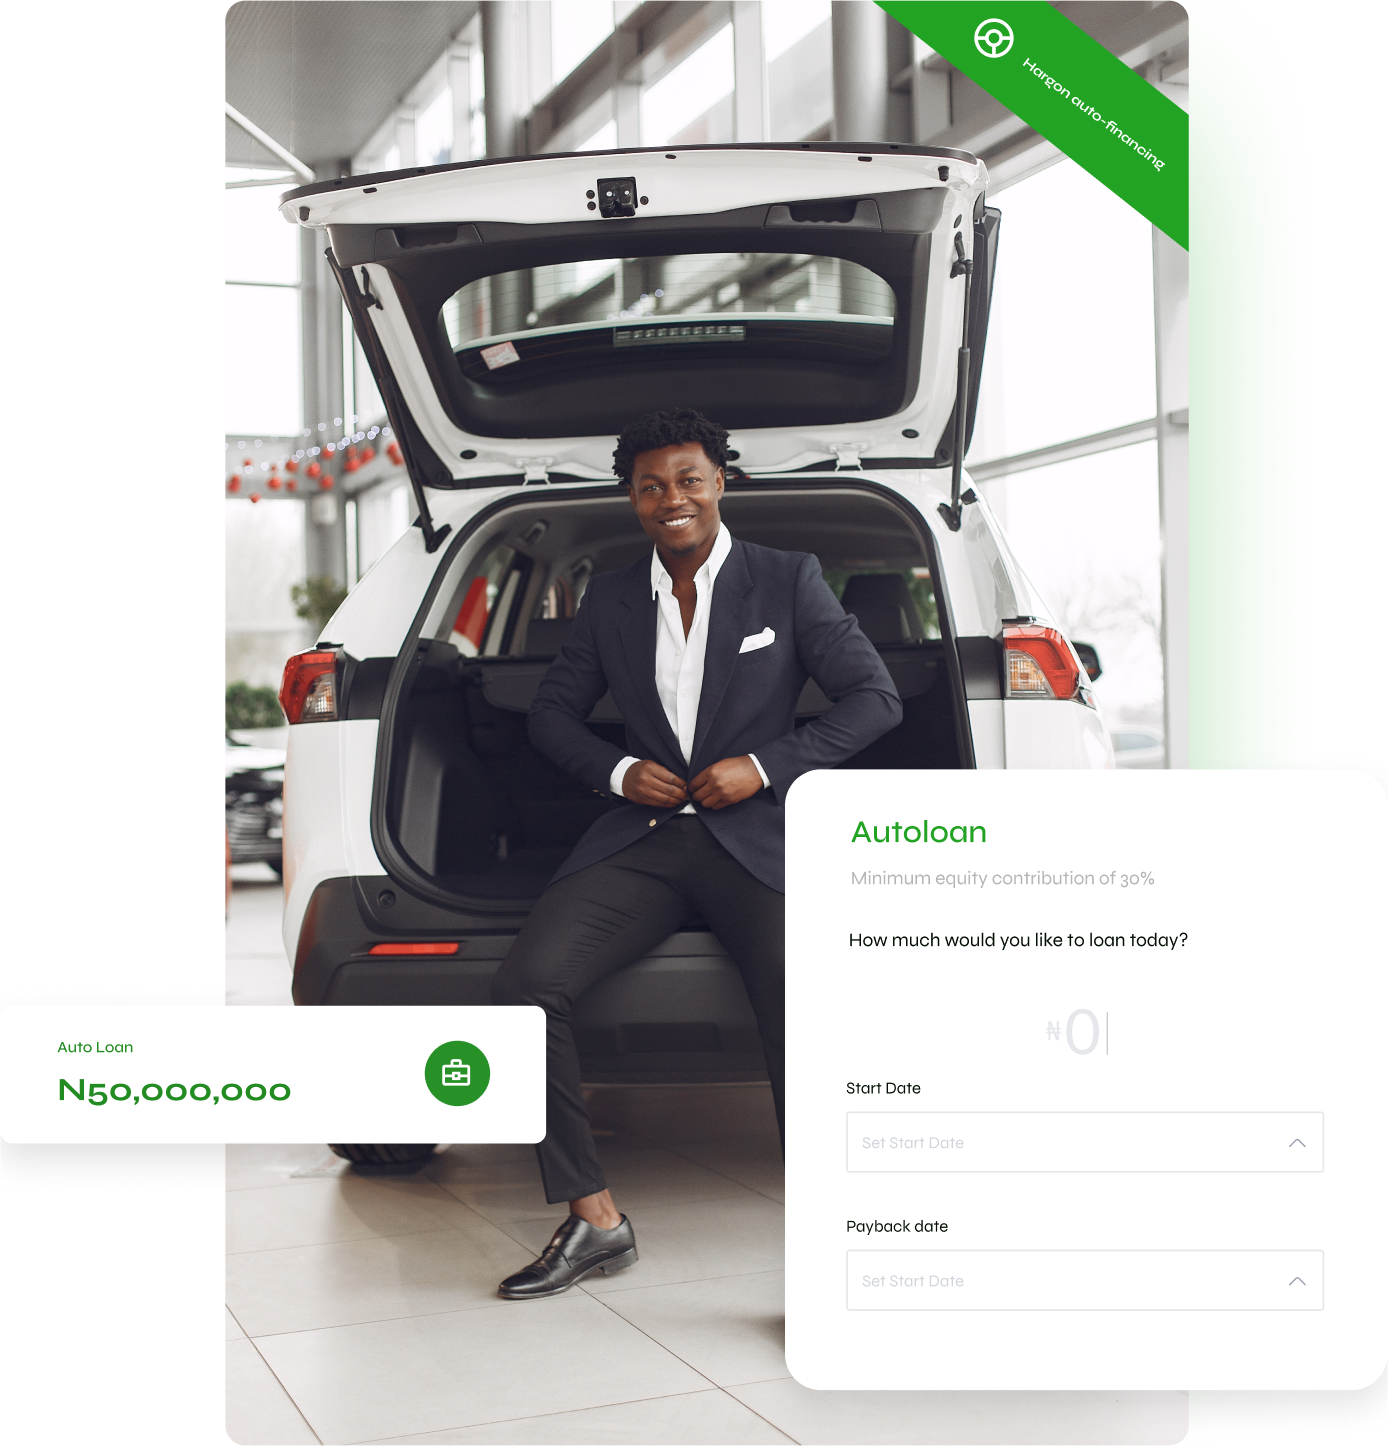 Hargon auto-financing
Autoloan
Minimum equity contribution of 30%
How much would you like to loan today?
₦0
Start Date
Set Start Date
Payback date
Set Start Date
Auto Loan
N50,000,000